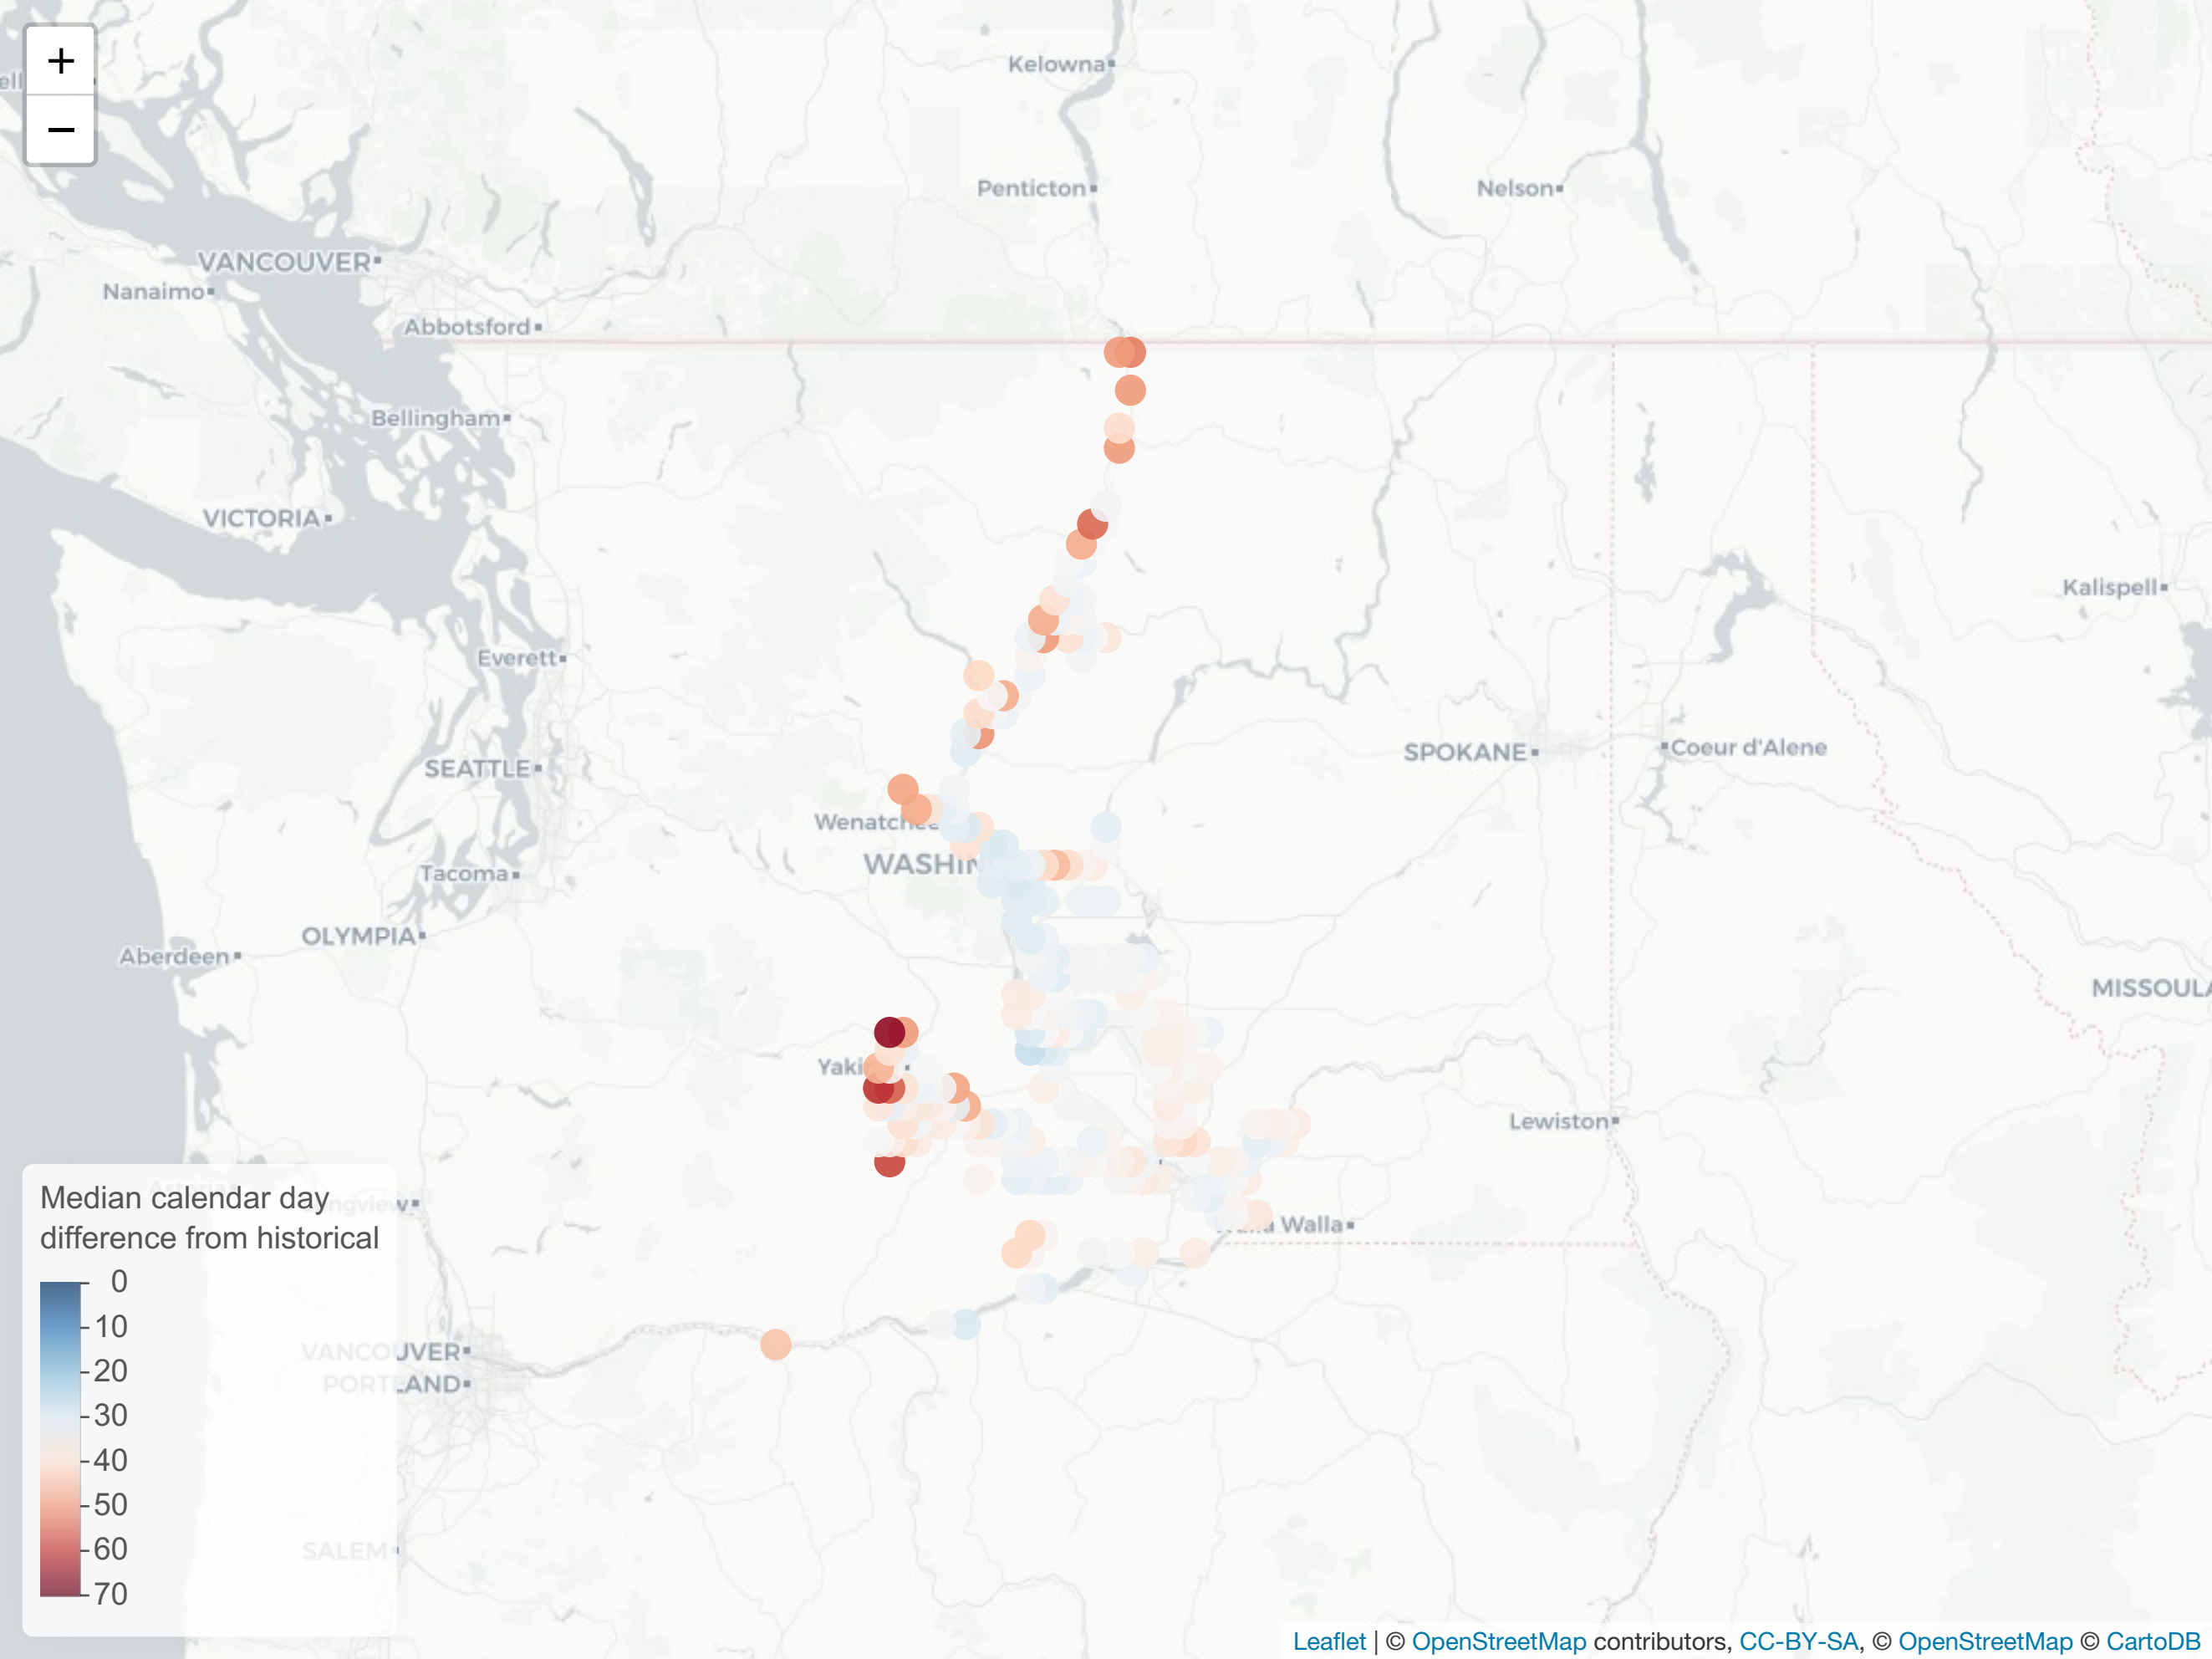 +
−
Kelowna
Penticton
Nelson
VANCOUVER
Nanaimo
Abbotsford
Bellingham
VICTORIA
Kalispell
Everett
SPOKANE
Coeur d'Alene
SEATTLE
Wenatchee
WASHIN
Tacoma
OLYMPIA
Aberdeen
MISSOULA
Yaki
Lewiston
Median calendar day
difference from historical
0
10
20
30
40
50
60
70
ngview
Walla
VANCOUVER
PORTLAND
SALEM
Leaflet | © OpenStreetMap contributors, CC-BY-SA, © OpenStreetMap © CartoDB